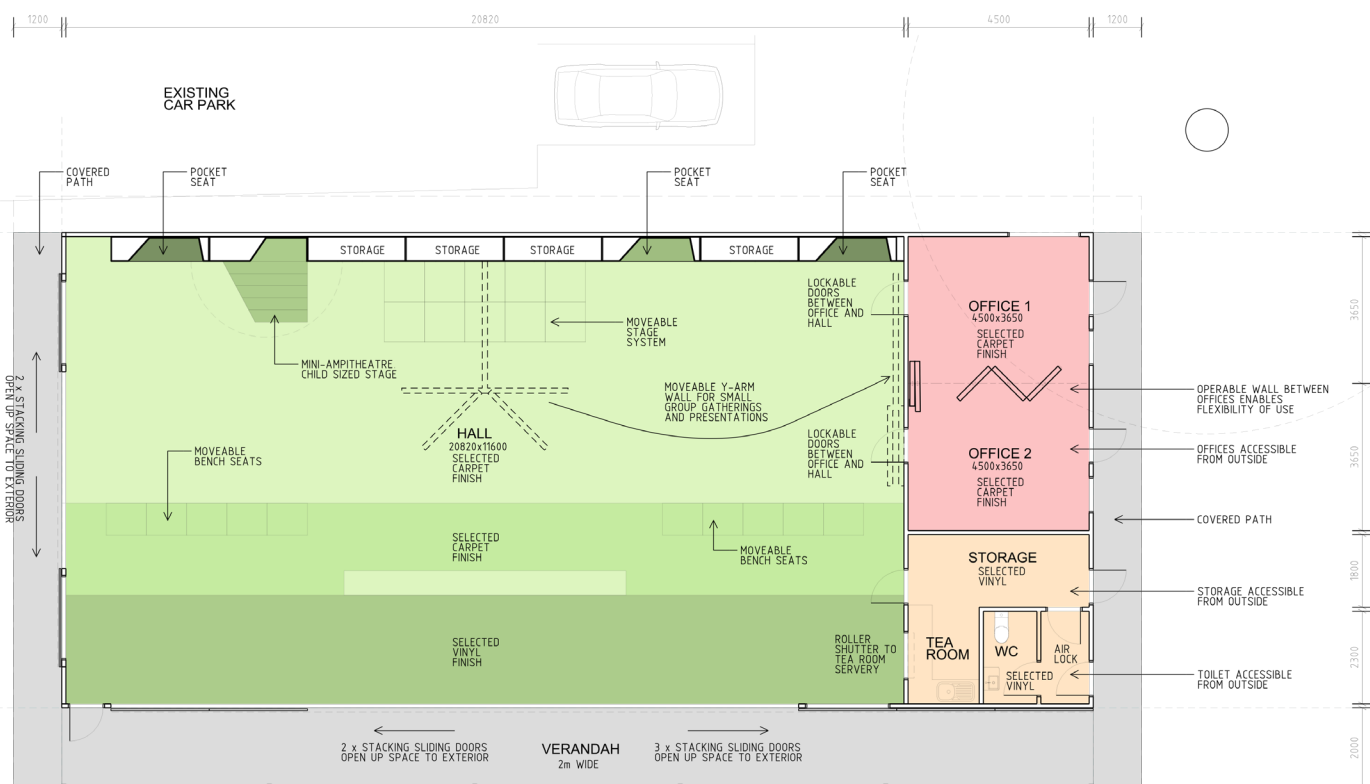 1200
20820
4500
1200
EXISTING
CAR PARK
COVERED
PATH
POCKET
SEAT
POCKET
SEAT
POCKET
SEAT
STORAGE
STORAGE
STORAGE
STORAGE
LOCKABLE
DOORS
BETWEEN
OFFICE AND
HALL
OFFICE 1
4500x3650
SELECTED
CARPET
FINISH
3650
MOVEABLE
STAGE
SYSTEM
MINI-AMPITHEATRE
CHILD SIZED STAGE
MOVEABLE Y-ARM
WALL FOR SMALL
GROUP GATHERINGS
AND PRESENTATIONS
OPERABLE WALL BETWEEN
OFFICES ENABLES
FLEXIBILITY OF USE
2 x STACKING SLIDING DOORS
OPEN UP SPACE TO EXTERIOR
HALL
20820x11600
SELECTED
CARPET
FINISH
LOCKABLE
DOORS
BETWEEN
OFFICE AND
HALL
OFFICE 2
4500x3650
SELECTED
CARPET
FINISH
OFFICES ACCESSIBLE
FROM OUTSIDE
3650
MOVEABLE
BENCH SEATS
COVERED PATH
SELECTED
CARPET
FINISH
MOVEABLE
BENCH SEATS
STORAGE
SELECTED
VINYL
STORAGE ACCESSIBLE
FROM OUTSIDE
1800
SELECTED
VINYL
FINISH
ROLLER
SHUTTER TO
TEA ROOM
SERVERY
TEA
ROOM
WC
AIR
LOCK
SELECTED
VINYL
TOILET ACCESSIBLE
FROM OUTSIDE
2300
2 x STACKING SLIDING DOORS
OPEN UP SPACE TO EXTERIOR
VERANDAH
2m WIDE
3 x STACKING SLIDING DOORS
OPEN UP SPACE TO EXTERIOR
2000